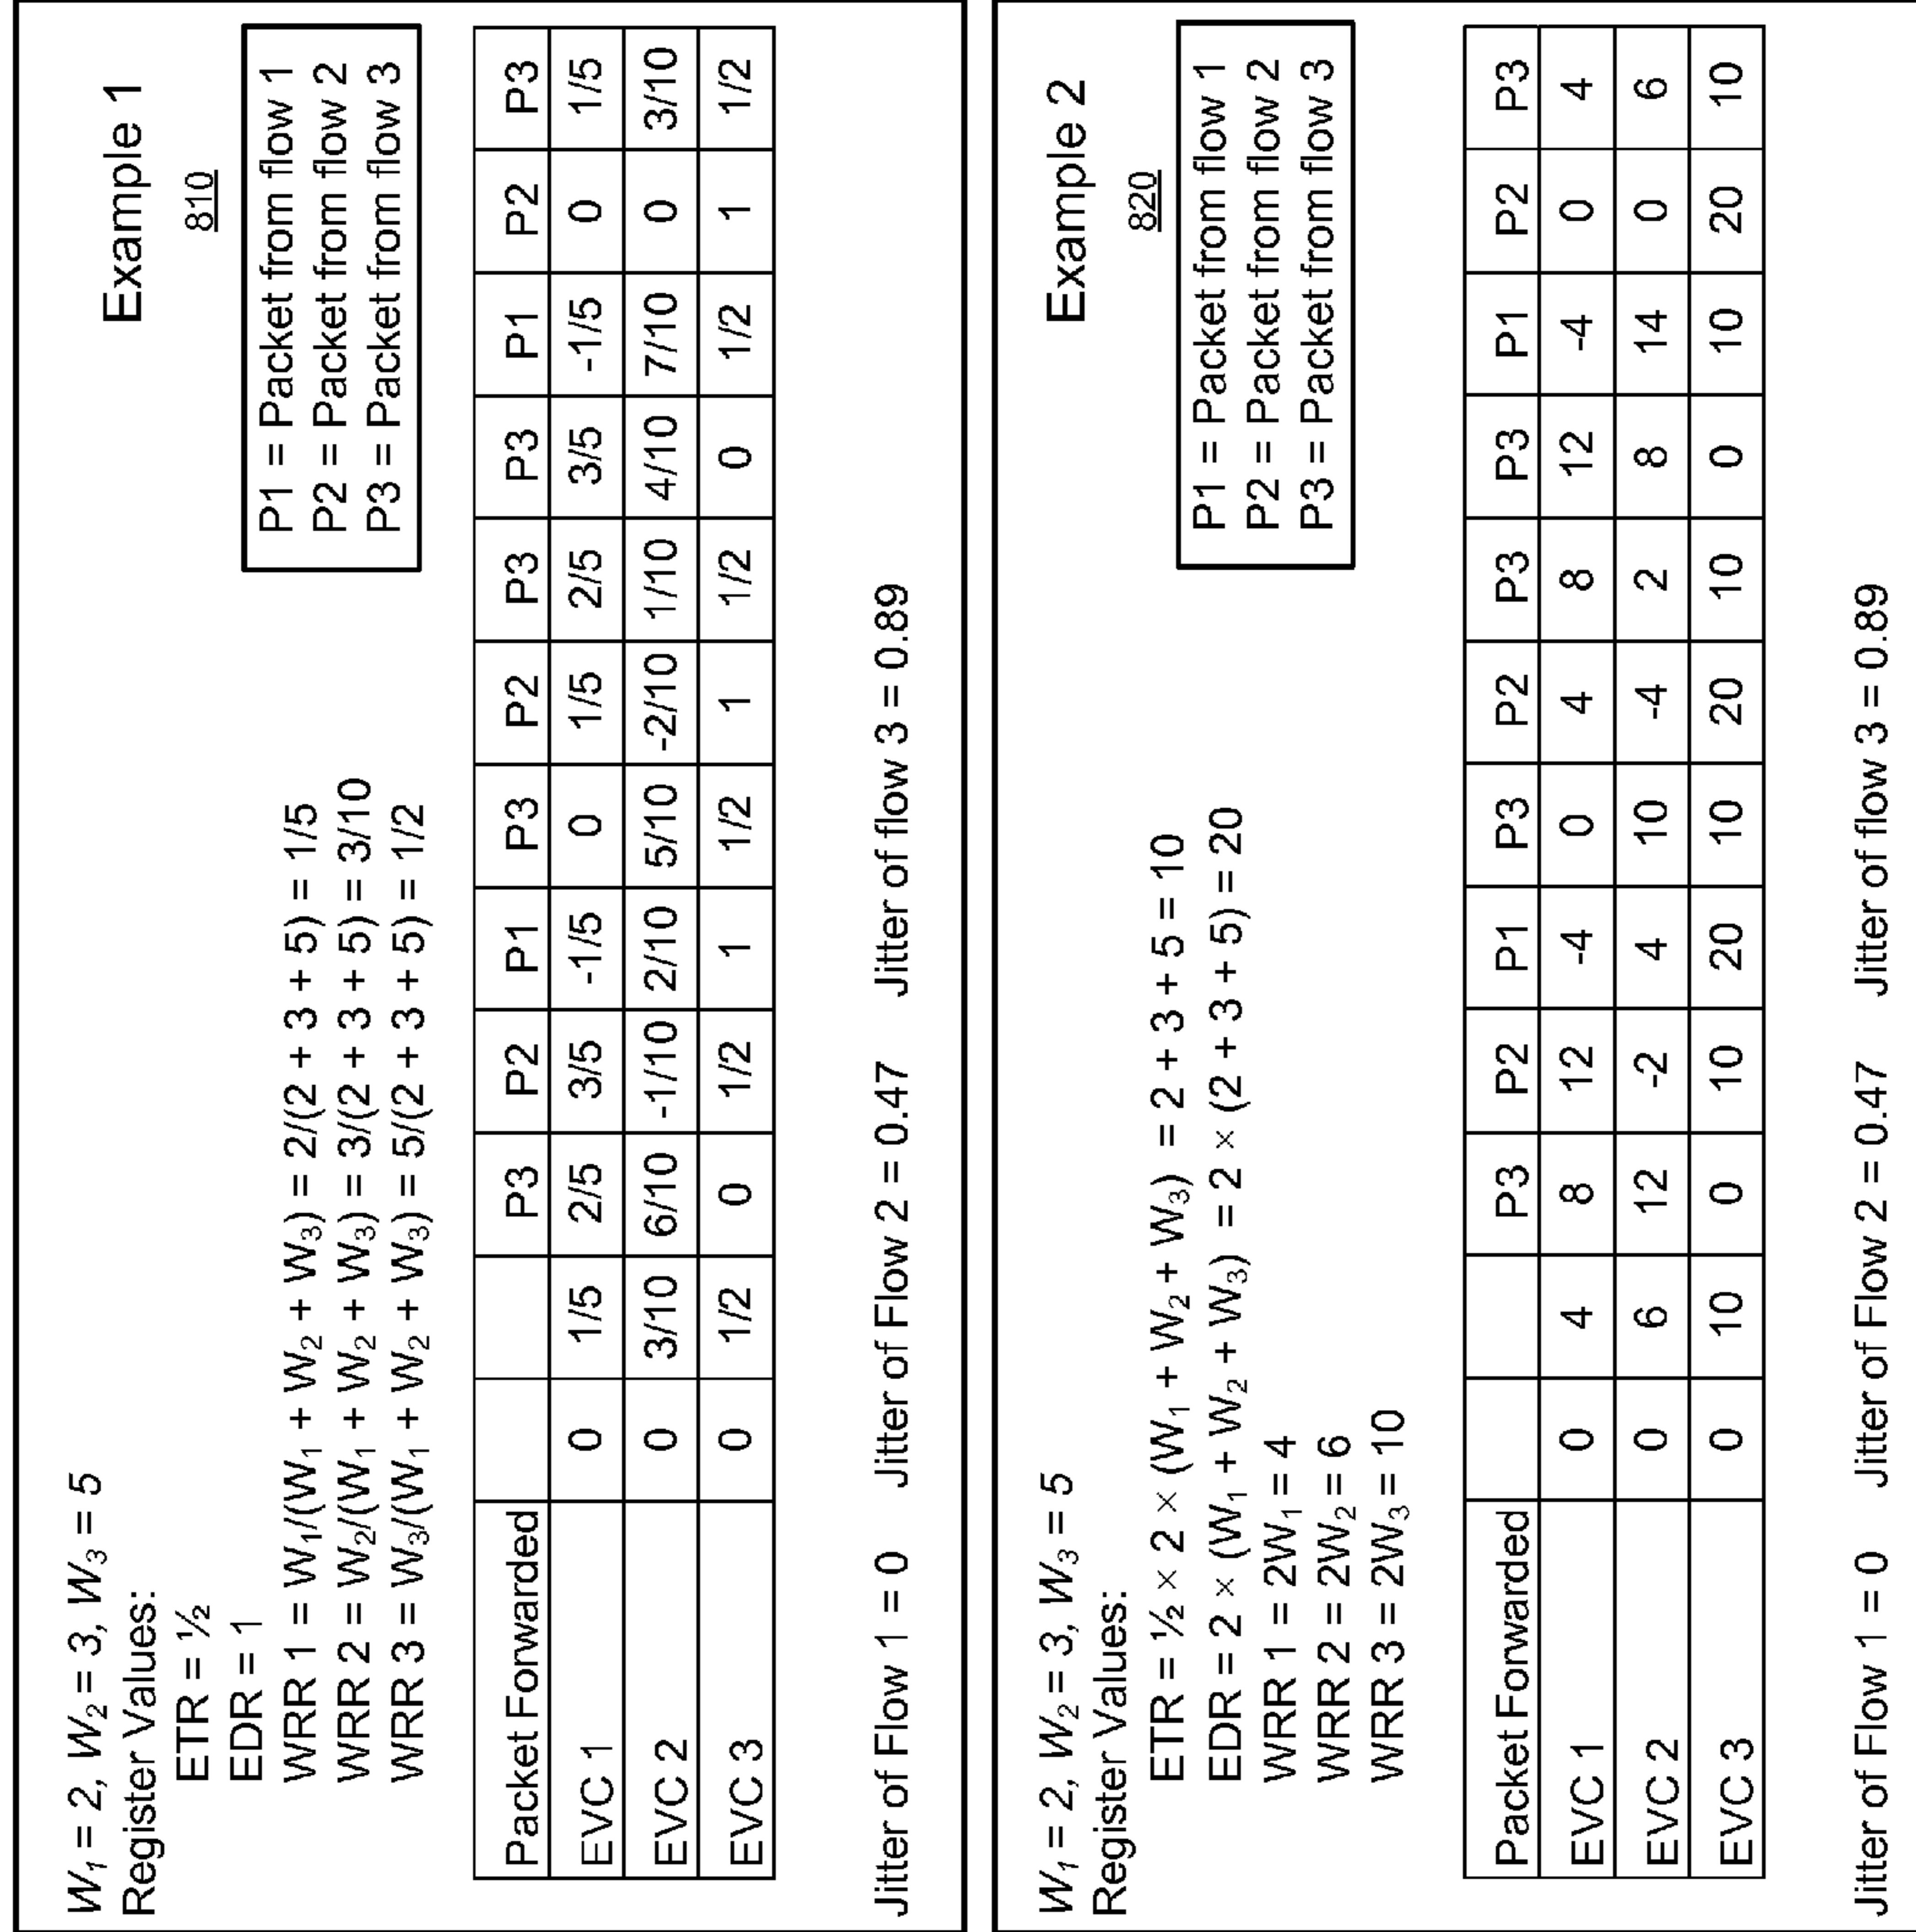 Example 1
810
W₁ = 2, W₂ = 3, W₃ = 5
Register Values:
ETR = ½
EDR = 1
WRR 1 = W₁/(W₁ + W₂ + W₃) = 2/(2 + 3 + 5) = 1/5
WRR 2 = W₂/(W₁ + W₂ + W₃) = 3/(2 + 3 + 5) = 3/10
WRR 3 = W₃/(W₁ + W₂ + W₃) = 5/(2 + 3 + 5) = 1/2
P1 = Packet from flow 1
P2 = Packet from flow 2
P3 = Packet from flow 3
Packet Forwarded P3 P2 P1 P3 P2 P3 P3 P1 P2 P3
EVC 1 0 1/5 2/5 3/5 -1/5 0 1/5 2/5 3/5 -1/5 0 1/5
EVC 2 0 3/10 6/10 -1/10 2/10 5/10 -2/10 1/10 4/10 7/10 0 3/10
EVC 3 0 1/2 0 1/2 1 1/2 1 1/2 0 1/2 1 1/2
Jitter of Flow 1 = 0 Jitter of Flow 2 = 0.47 Jitter of flow 3 = 0.89
Example 2
820
W₁ = 2, W₂ = 3, W₃ = 5
Register Values:
ETR = ½ × 2 × (W₁ + W₂ + W₃) = 2 + 3 + 5 = 10
EDR = 2 × (W₁ + W₂ + W₃) = 2 × (2 + 3 + 5) = 20
WRR 1 = 2W₁ = 4
WRR 2 = 2W₂ = 6
WRR 3 = 2W₃ = 10
P1 = Packet from flow 1
P2 = Packet from flow 2
P3 = Packet from flow 3
Packet Forwarded P3 P2 P1 P3 P2 P3 P3 P1 P2 P3
EVC 1 0 4 8 12 -4 0 4 8 12 -4 0 4
EVC 2 0 6 12 -2 4 10 -4 2 8 14 0 6
EVC 3 0 10 0 10 20 10 20 10 0 10 20 10
Jitter of Flow 1 = 0 Jitter of Flow 2 = 0.47 Jitter of flow 3 = 0.89